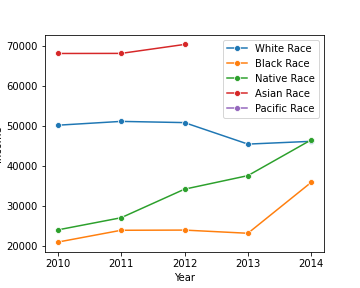 70000
60000
50000
40000
30000
20000
2010 2011 2012 2013 2014
Year
White Race
Black Race
Native Race
Asian Race
Pacific Race